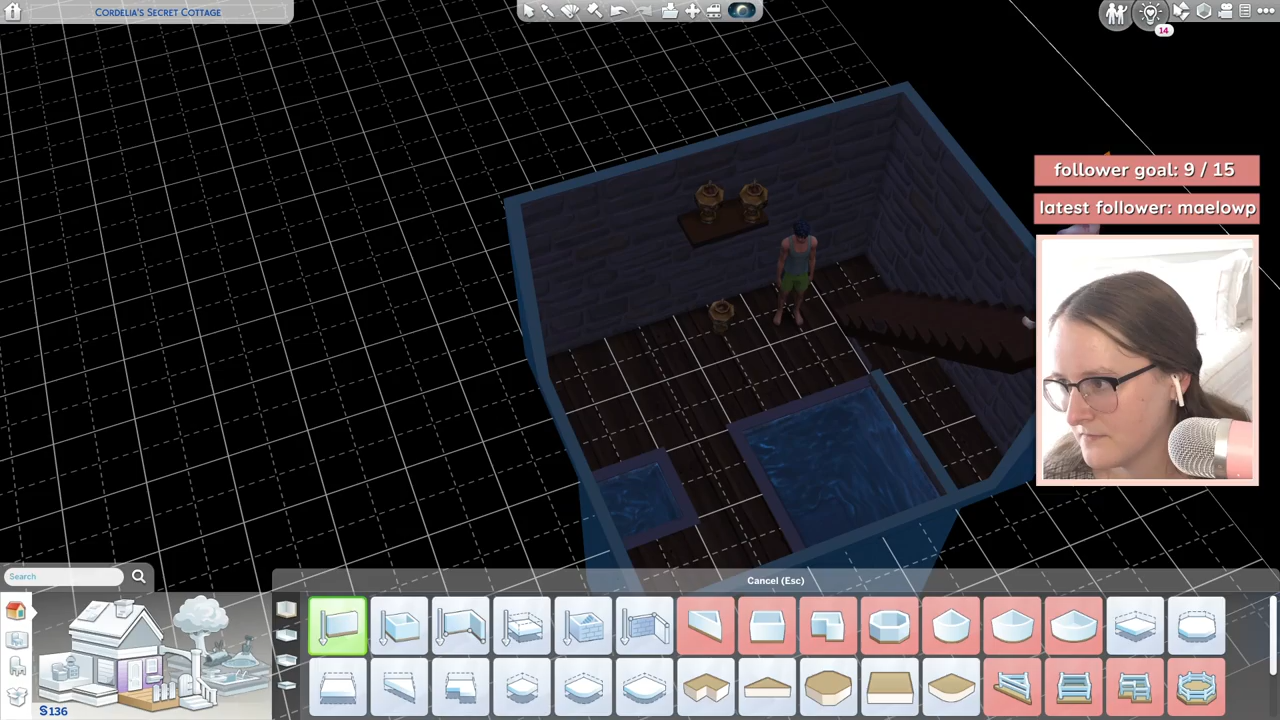 CORDELIA'S SECRET COTTAGE
14
follower goal: 9 / 15
latest follower: maelowp
Search
Cancel (Esc)
§136